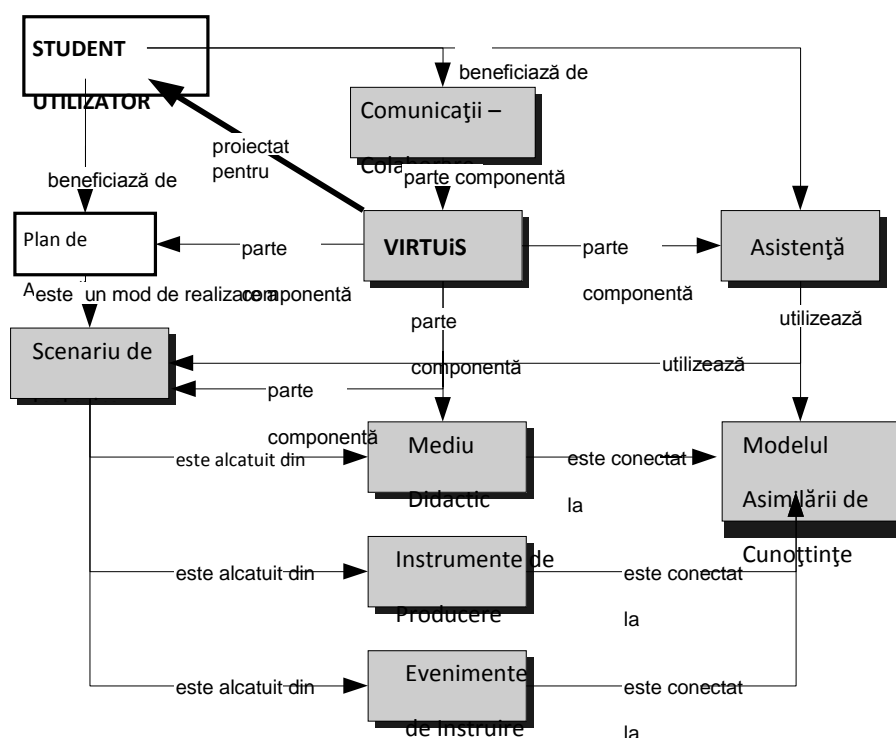 STUDENT
UTILIZATOR
beneficiază de
Comunicaţii –
Colaborare
proiectat
pentru
parte componentă
beneficiază de
Plan de
parte
componentă
VIRTUiS
parte
componentă
Asistenţă
este un mod de realizare a
utilizează
parte
componentă
Scenariu de
utilizează
parte
componentă
este alcatuit din
Mediu
Didactic
este conectat
la
Modelul
Asimilării de
Cunoţtinţe
este alcatuit din
Instrumente de
Producere
este conectat
la
este alcatuit din
Evenimente
de Instruire
este conectat
la